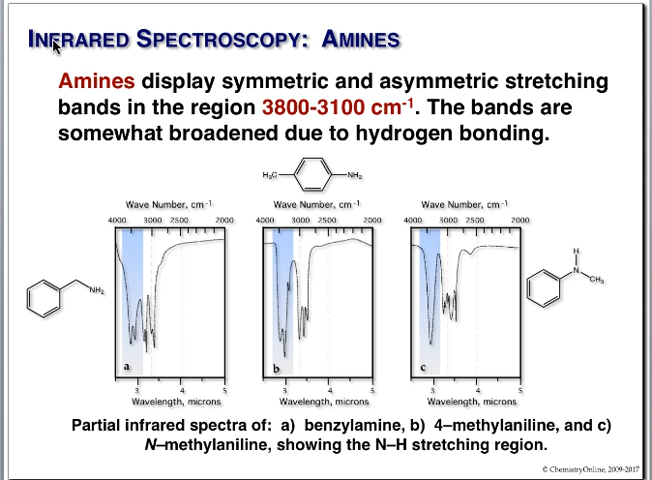 INFRARED SPECTROSCOPY: AMINES
Amines display symmetric and asymmetric stretching
bands in the region 3800-3100 cm-1. The bands are
somewhat broadened due to hydrogen bonding.
H3C NH2
Wave Number, cm-1 Wave Number, cm-1 Wave Number, cm-1
4000 3000 2500 2000 4000 3000 2500 2000 4000 3000 2500 2000
H
N
CH3
NH2
a b c
3 4 5 3 4 5 3 4 5
Wavelength, microns Wavelength, microns Wavelength, microns
Partial infrared spectra of: a) benzylamine, b) 4–methylaniline, and c)
N–methylaniline, showing the N–H stretching region.
© ChemistryOnline, 2009-2017